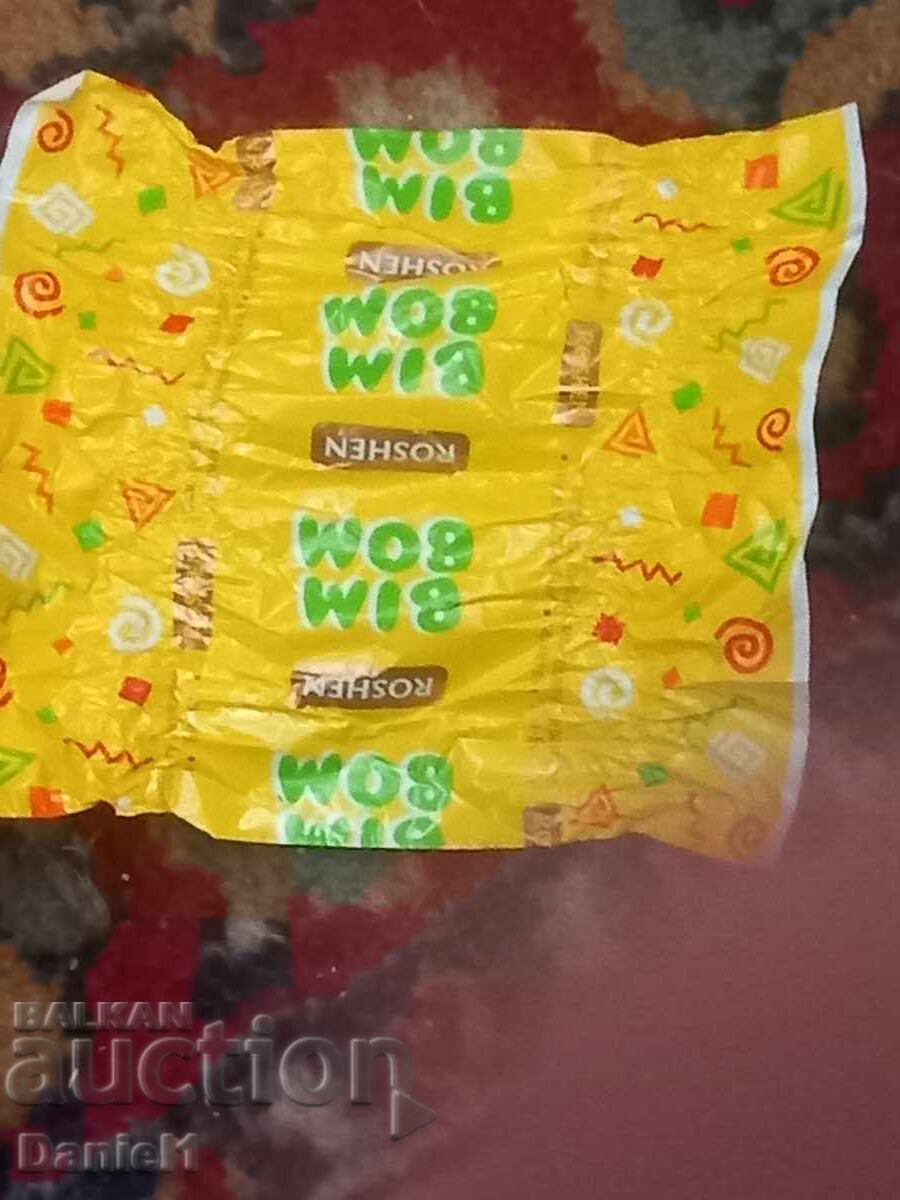 BIM
BOM
ROSHEN
BIM
BOM
ROSHEN
BIM
BOM
ROSHEN
BIM
BOM
BALKAN
auction
Daniel1